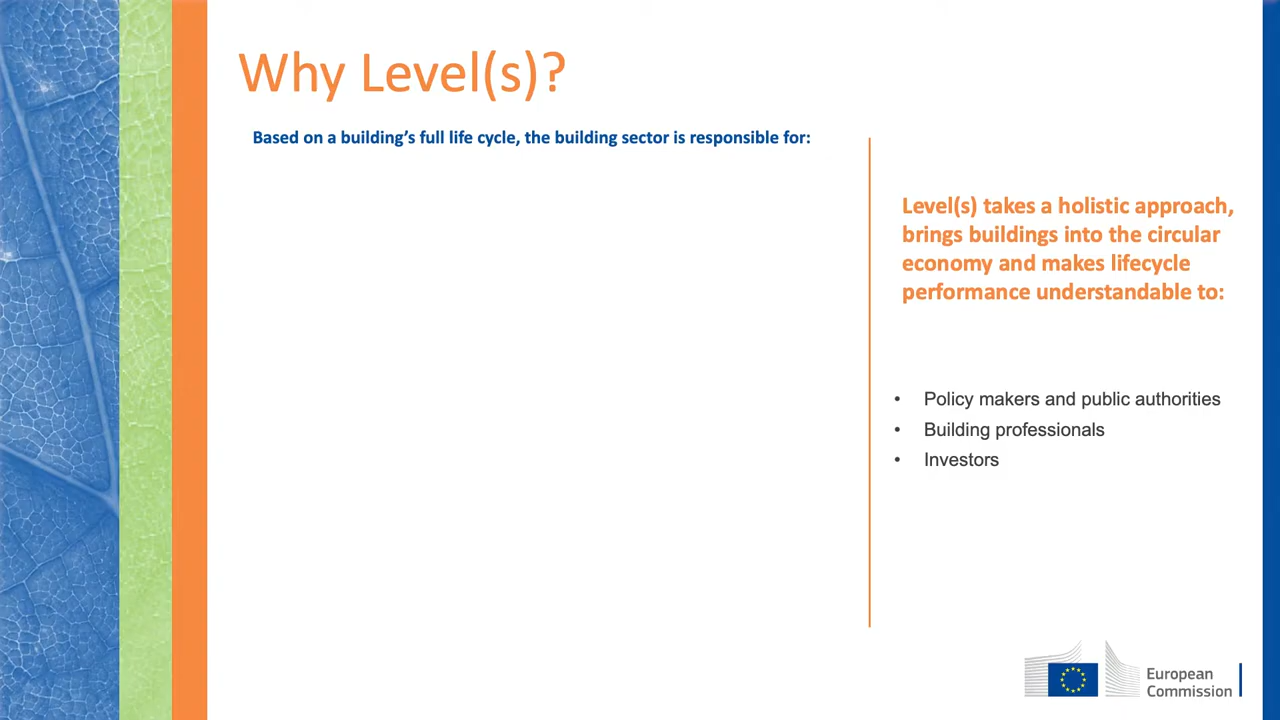 Why Level(s)?
Based on a building’s full life cycle, the building sector is responsible for:
Level(s) takes a holistic approach,
brings buildings into the circular
economy and makes lifecycle
performance understandable to:
• Policy makers and public authorities
• Building professionals
• Investors
European
Commission